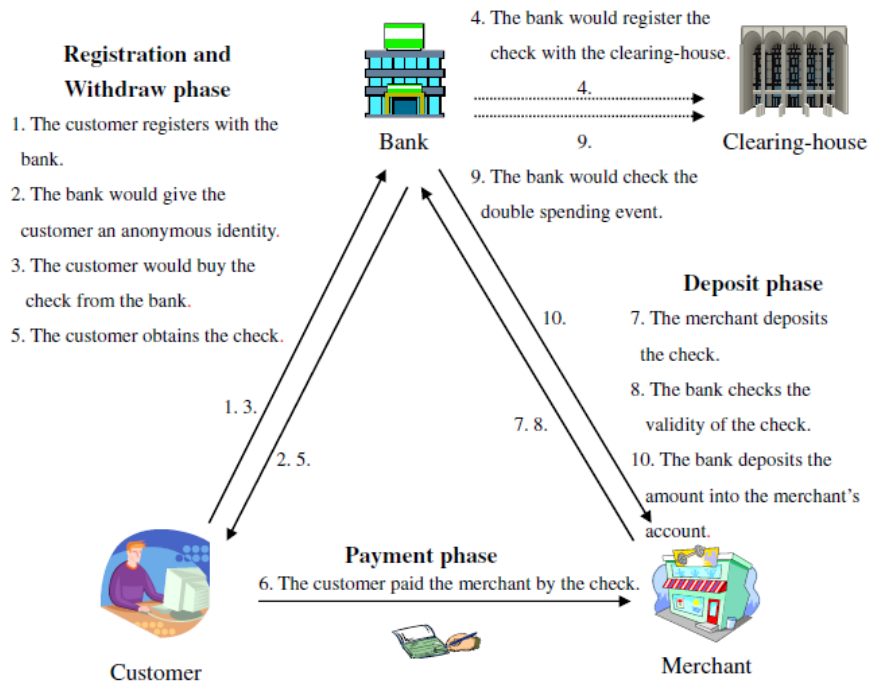 Registration and
Withdraw phase
1. The customer registers with the
bank.
2. The bank would give the
customer an anonymous identity.
3. The customer would buy the
check from the bank.
5. The customer obtains the check.
Bank
4. The bank would register the
check with the clearing-house.
4.
9.
Clearing-house
9. The bank would check the
double spending event.
Deposit phase
10.
7. The merchant deposits
the check.
8. The bank checks the
validity of the check.
10. The bank deposits the
amount into the merchant's
account.
1. 3.
2. 5.
7. 8.
Payment phase
6. The customer paid the merchant by the check.
Customer
Merchant